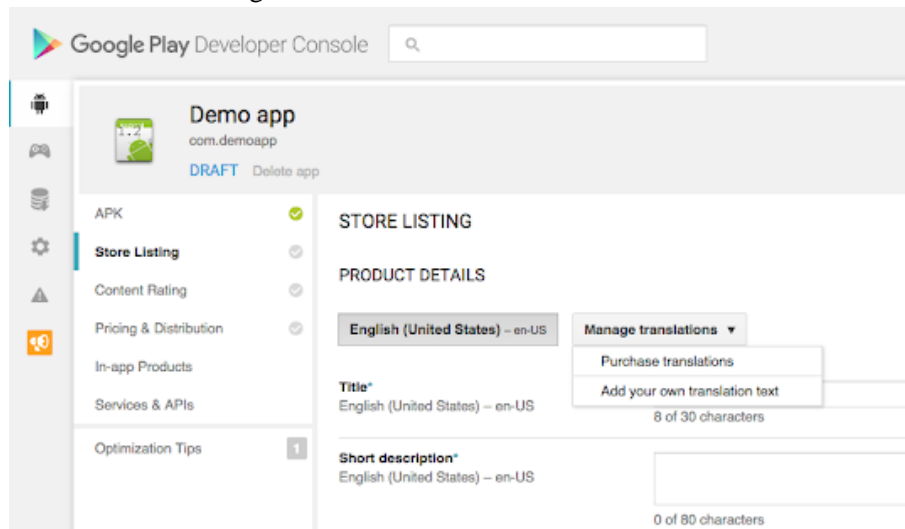 Google Play Developer Console
Demo app
com.demoapp
DRAFT Delete app
APK
Store Listing
Content Rating
Pricing & Distribution
In-app Products
Services & APIs
Optimization Tips 1
STORE LISTING
PRODUCT DETAILS
English (United States) – en-US Manage translations ▼
Purchase translations
Add your own translation text
Title*
English (United States) – en-US
8 of 30 characters
Short description*
English (United States) – en-US
0 of 80 characters